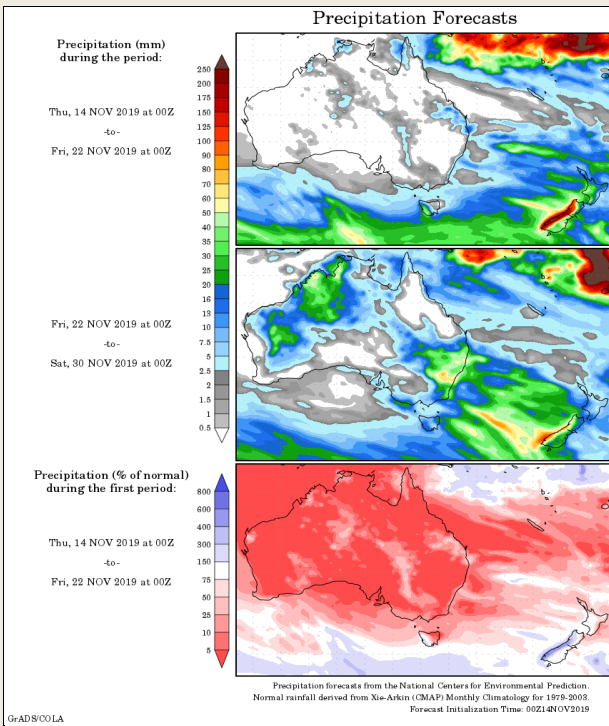 Precipitation Forecasts
Precipitation (mm)
during the period:
Thu, 14 NOV 2019 at 00Z
-to-
Fri, 22 NOV 2019 at 00Z
250
200
175
150
125
100
90
80
70
60
50
40
35
30
25
20
16
13
10
7.5
5
2.5
2
1.5
1
0.5
Fri, 22 NOV 2019 at 00Z
-to-
Sat, 30 NOV 2019 at 00Z
Precipitation (% of normal)
during the first period:
Thu, 14 NOV 2019 at 00Z
-to-
Fri, 22 NOV 2019 at 00Z
800
600
400
300
150
75
50
25
10
5
Precipitation forecasts from the National Centers for Environmental Prediction.
Normal rainfall derived from Xie-Arkin (CMAP) Monthly Climatology for 1979-2003.
Forecast Initialization Time: 00Z14NOV2019
GrADS/COLA